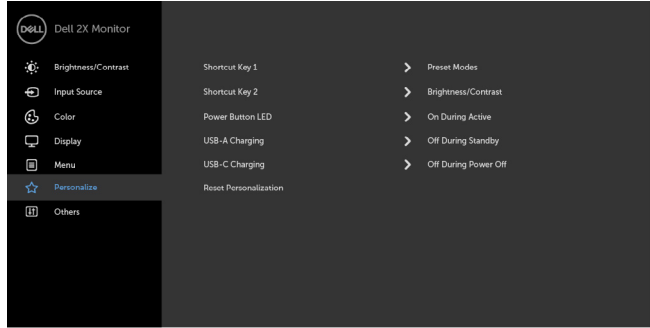 DELL Dell 2X Monitor
Brightness/Contrast
Input Source
Color
Display
Menu
Personalize
Others
Shortcut Key 1 Preset Modes
Shortcut Key 2 Brightness/Contrast
Power Button LED On During Active
USB-A Charging Off During Standby
USB-C Charging Off During Power Off
Reset Personalization